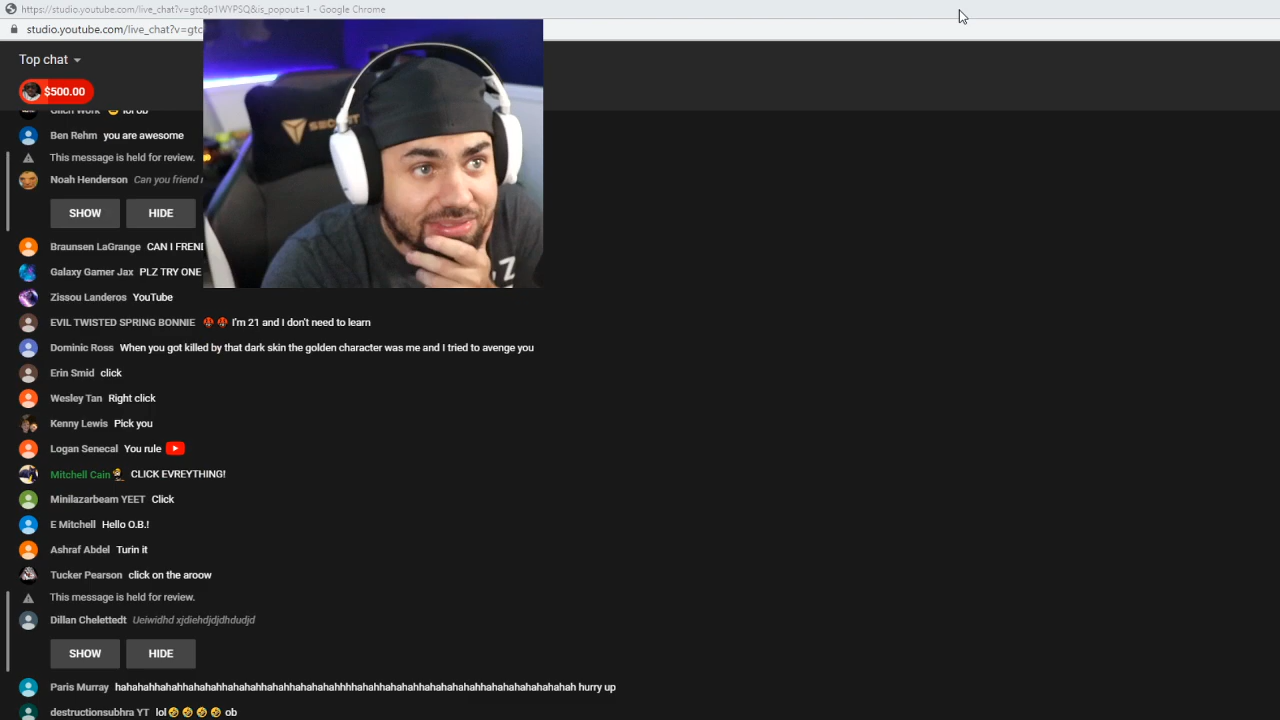 https://studio.youtube.com/live_chat?v=gtc8p1WYPSQ&is_popout=1 - Google Chrome
studio.youtube.com/live_chat?v=gtc
Top chat
$500.00
lol ob
Ben Rehm you are awesome
This message is held for review.
Noah Henderson Can you friend
SHOW HIDE
Braunsen LaGrange CAN I FREND
Galaxy Gamer Jax PLZ TRY ONE
Zissou Landeros YouTube
EVIL TWISTED SPRING BONNIE I'm 21 and I don't need to learn
Dominic Ross When you got killed by that dark skin the golden character was me and I tried to avenge you
Erin Smid click
Wesley Tan Right click
Kenny Lewis Pick you
Logan Senecal You rule
Mitchell Cain CLICK EVREYTHING!
Minilazarbeam YEET Click
E Mitchell Hello O.B.!
Ashraf Abdel Turin it
Tucker Pearson click on the aroow
This message is held for review.
Dillan Chelettedt Ueiwidhd xjdiehdjdjdhdudjd
SHOW HIDE
Paris Murray hahahahhahahhahahahhahahahhahahhahahahahhhhahahhahahahhahahahahahhahahahahahahah hurry up
destructionsubhra YT lol🤣🤣🤣🤣 ob